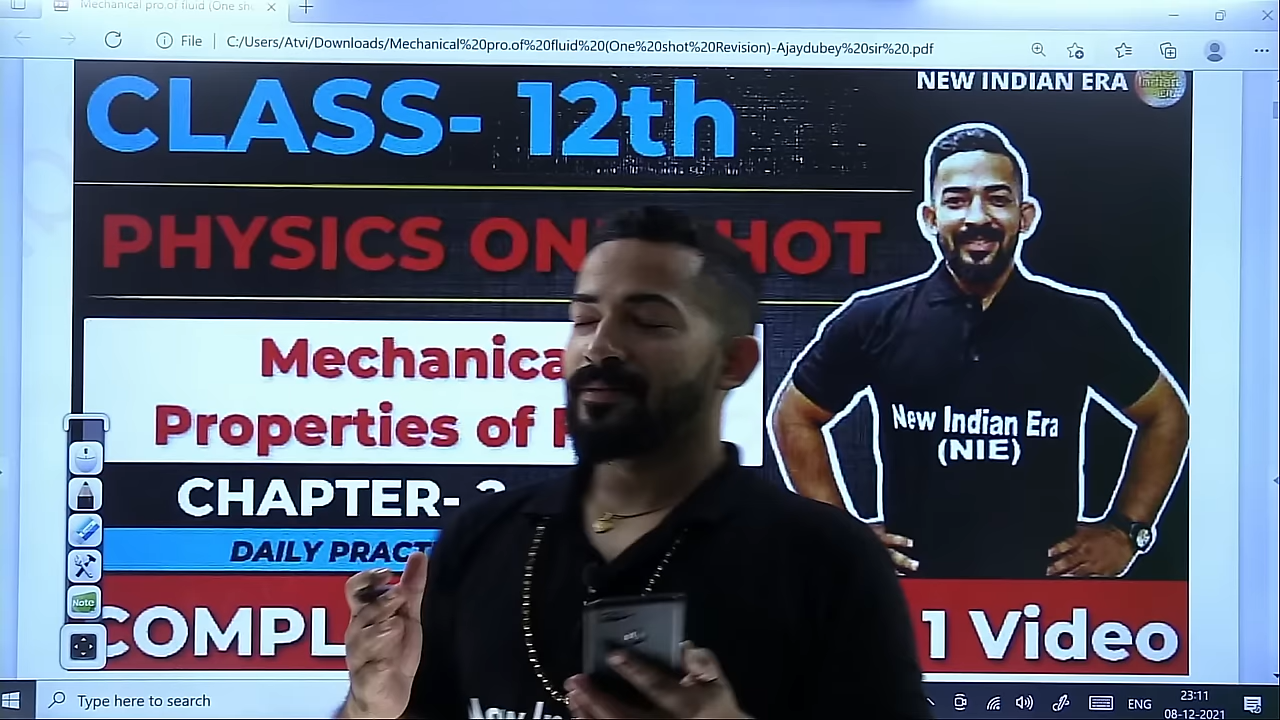 Mechanical pro.of fluid (One sh
File
C:/Users/Atvi/Downloads/Mechanical%20pro.of%20fluid%20(One%20shot%20Revision)-Ajaydubey%20sir%20.pdf
NEW INDIAN ERA
CLASS- 12th
PHYSICS ON HOT
Mechanica
Properties of
New Indian Era
(NIE)
CHAPTER-
DAILY PRACT
Note
COMPL 1 Video
Type here to search
ENG
23:11
08-12-2021